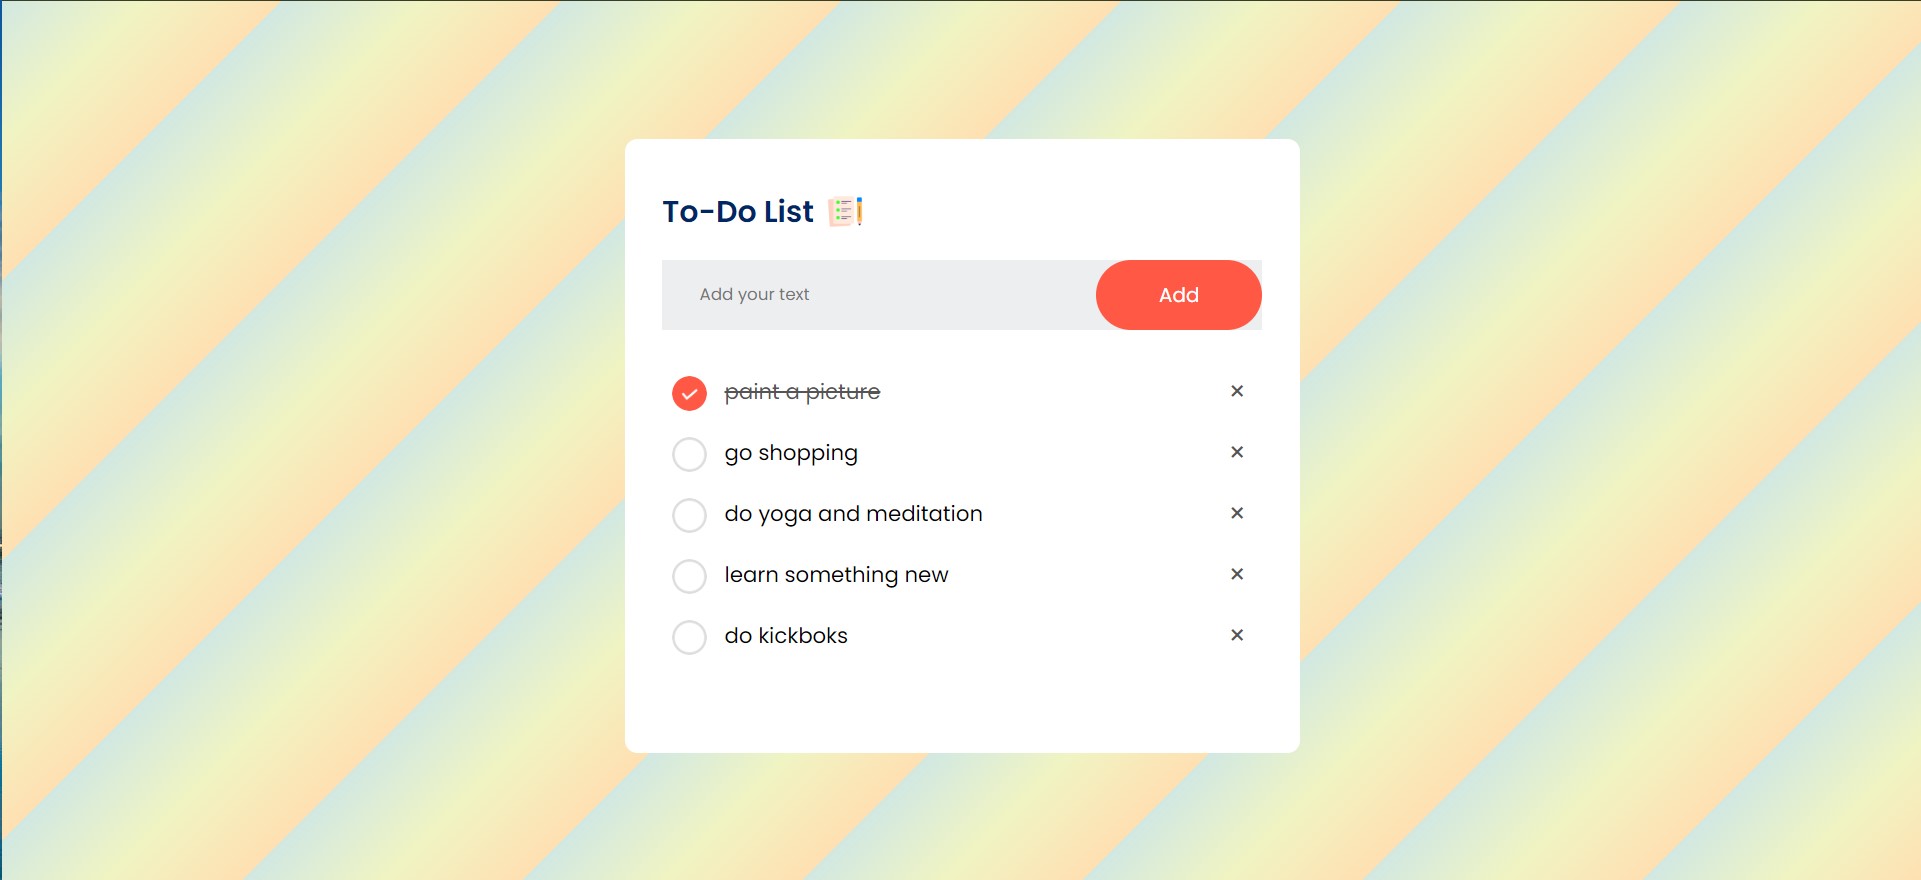 To-Do List
Add your text
Add
paint a picture
go shopping
do yoga and meditation
learn something new
do kickboks